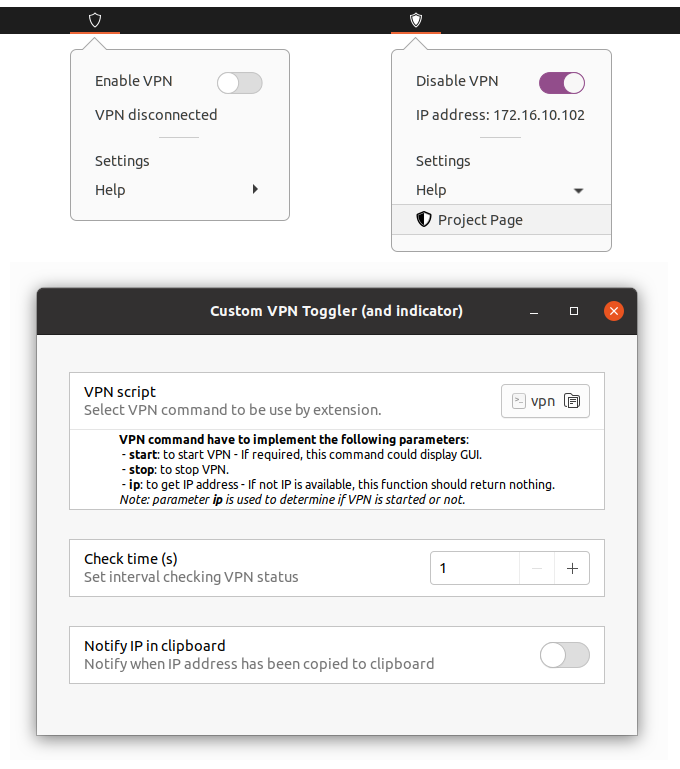 Enable VPN
VPN disconnected
Settings
Help
Disable VPN
IP address: 172.16.10.102
Settings
Help
Project Page
Custom VPN Toggler (and indicator)
VPN script
Select VPN command to be use by extension.
vpn
VPN command have to implement the following parameters:
- start: to start VPN - If required, this command could display GUI.
- stop: to stop VPN.
- ip: to get IP address - If not IP is available, this function should return nothing.
Note: parameter ip is used to determine if VPN is started or not.
Check time (s)
Set interval checking VPN status
1
Notify IP in clipboard
Notify when IP address has been copied to clipboard